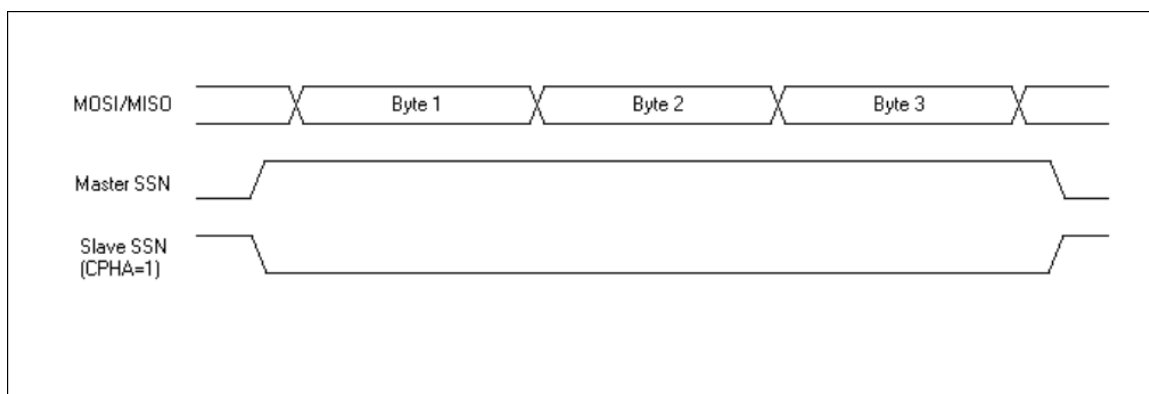 MOSI/MISO
Byte 1
Byte 2
Byte 3
Master SSN
Slave SSN
(CPHA=1)